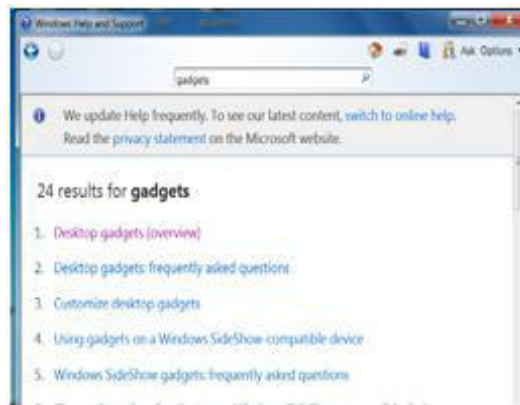 Windows Help and Support
Ask Options
gadgets
We update Help frequently. To see our latest content, switch to online help.
Read the privacy statement on the Microsoft website.
24 results for gadgets
1. Desktop gadgets (overview)
2. Desktop gadgets: frequently asked questions
3. Customize desktop gadgets
4. Using gadgets on a Windows SideShow-compatible device
5. Windows SideShow gadgets: frequently asked questions